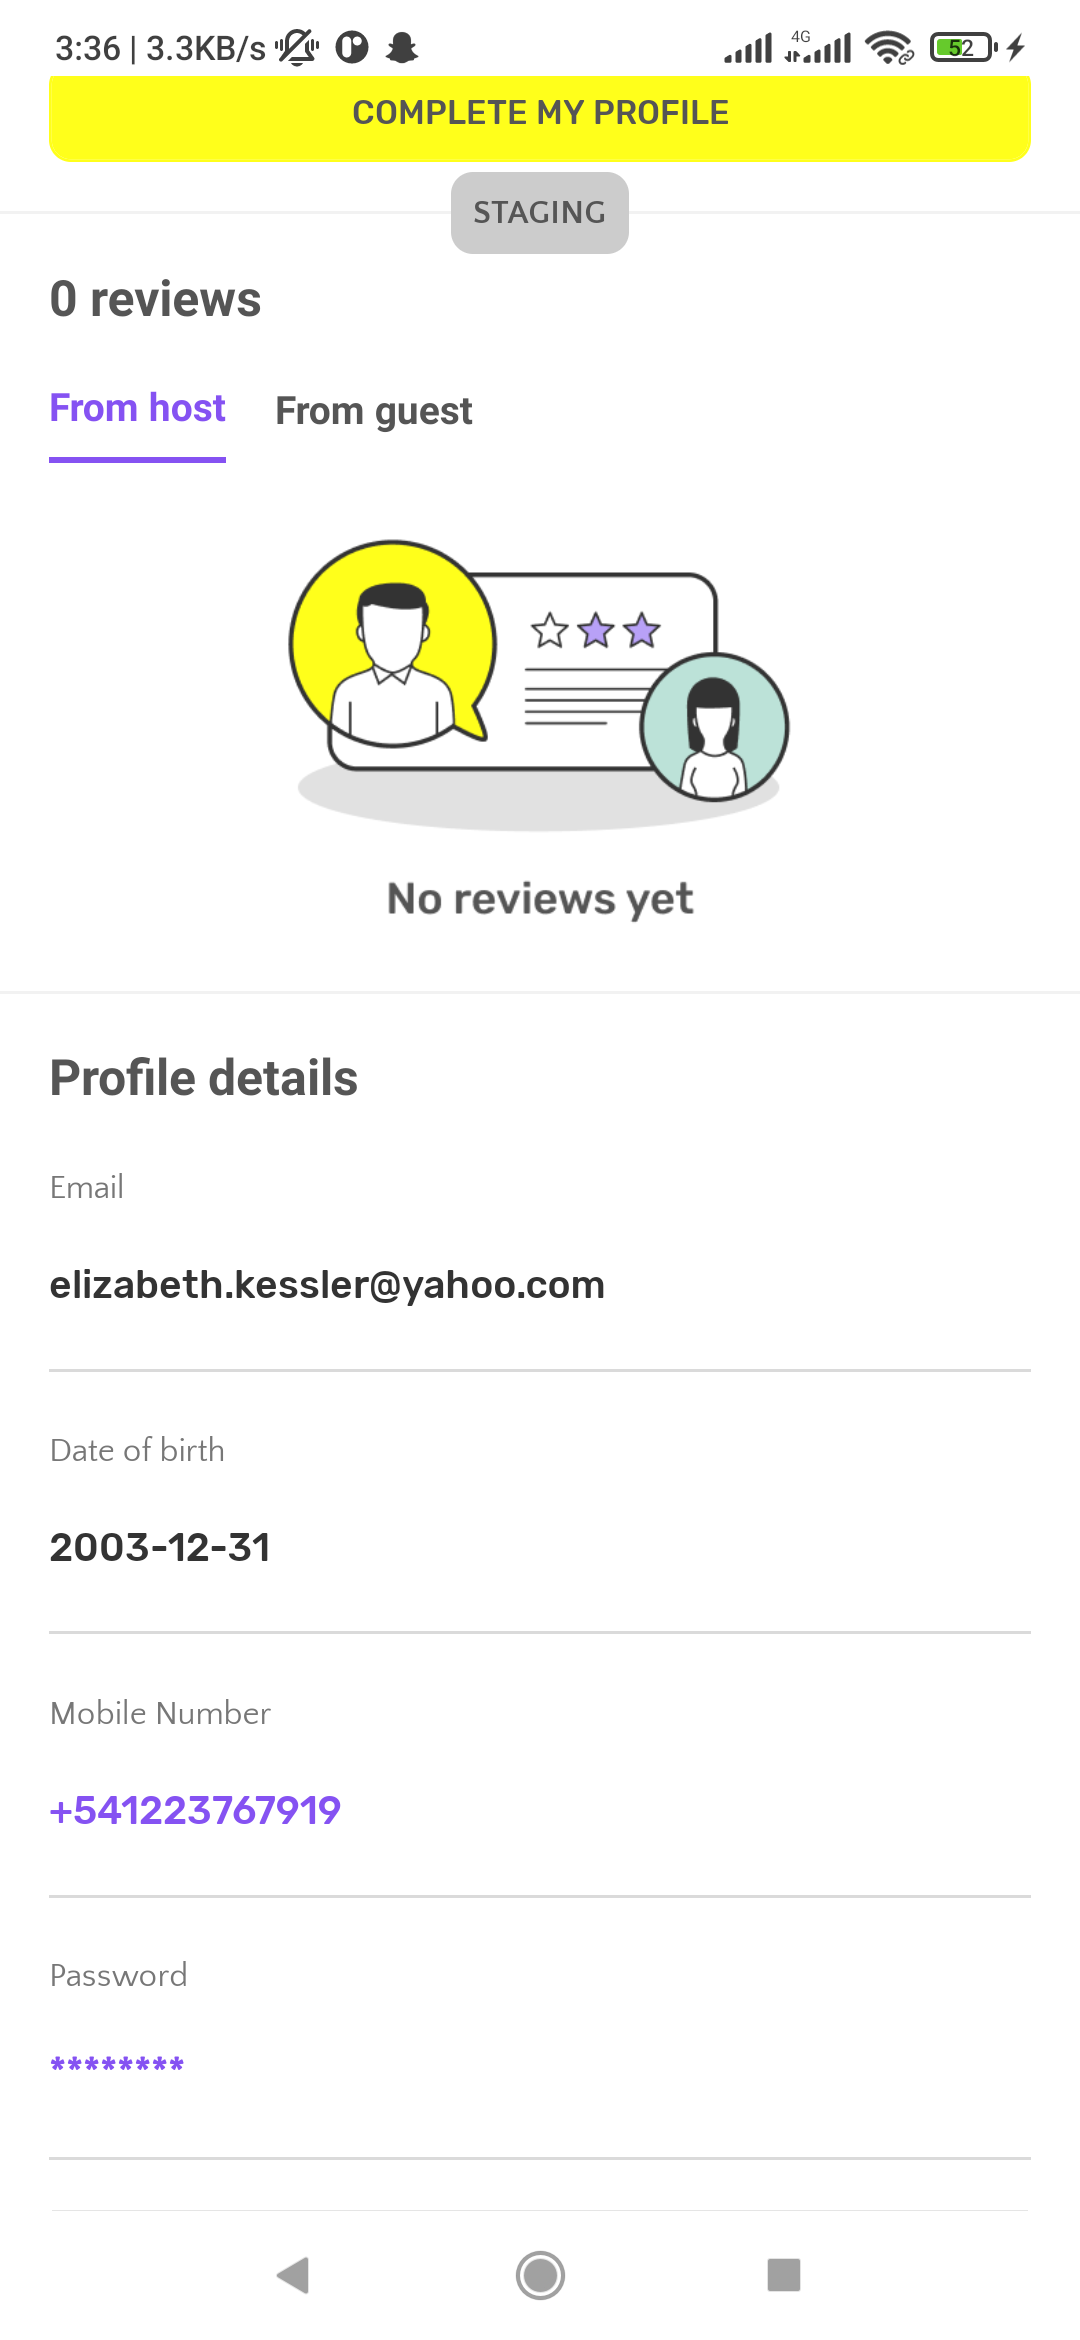 3:36 | 3.3KB/s 4G 52
COMPLETE MY PROFILE
STAGING
0 reviews
From host From guest
No reviews yet
Profile details
Email
elizabeth.kessler@yahoo.com
Date of birth
2003-12-31
Mobile Number
+541223767919
Password
********